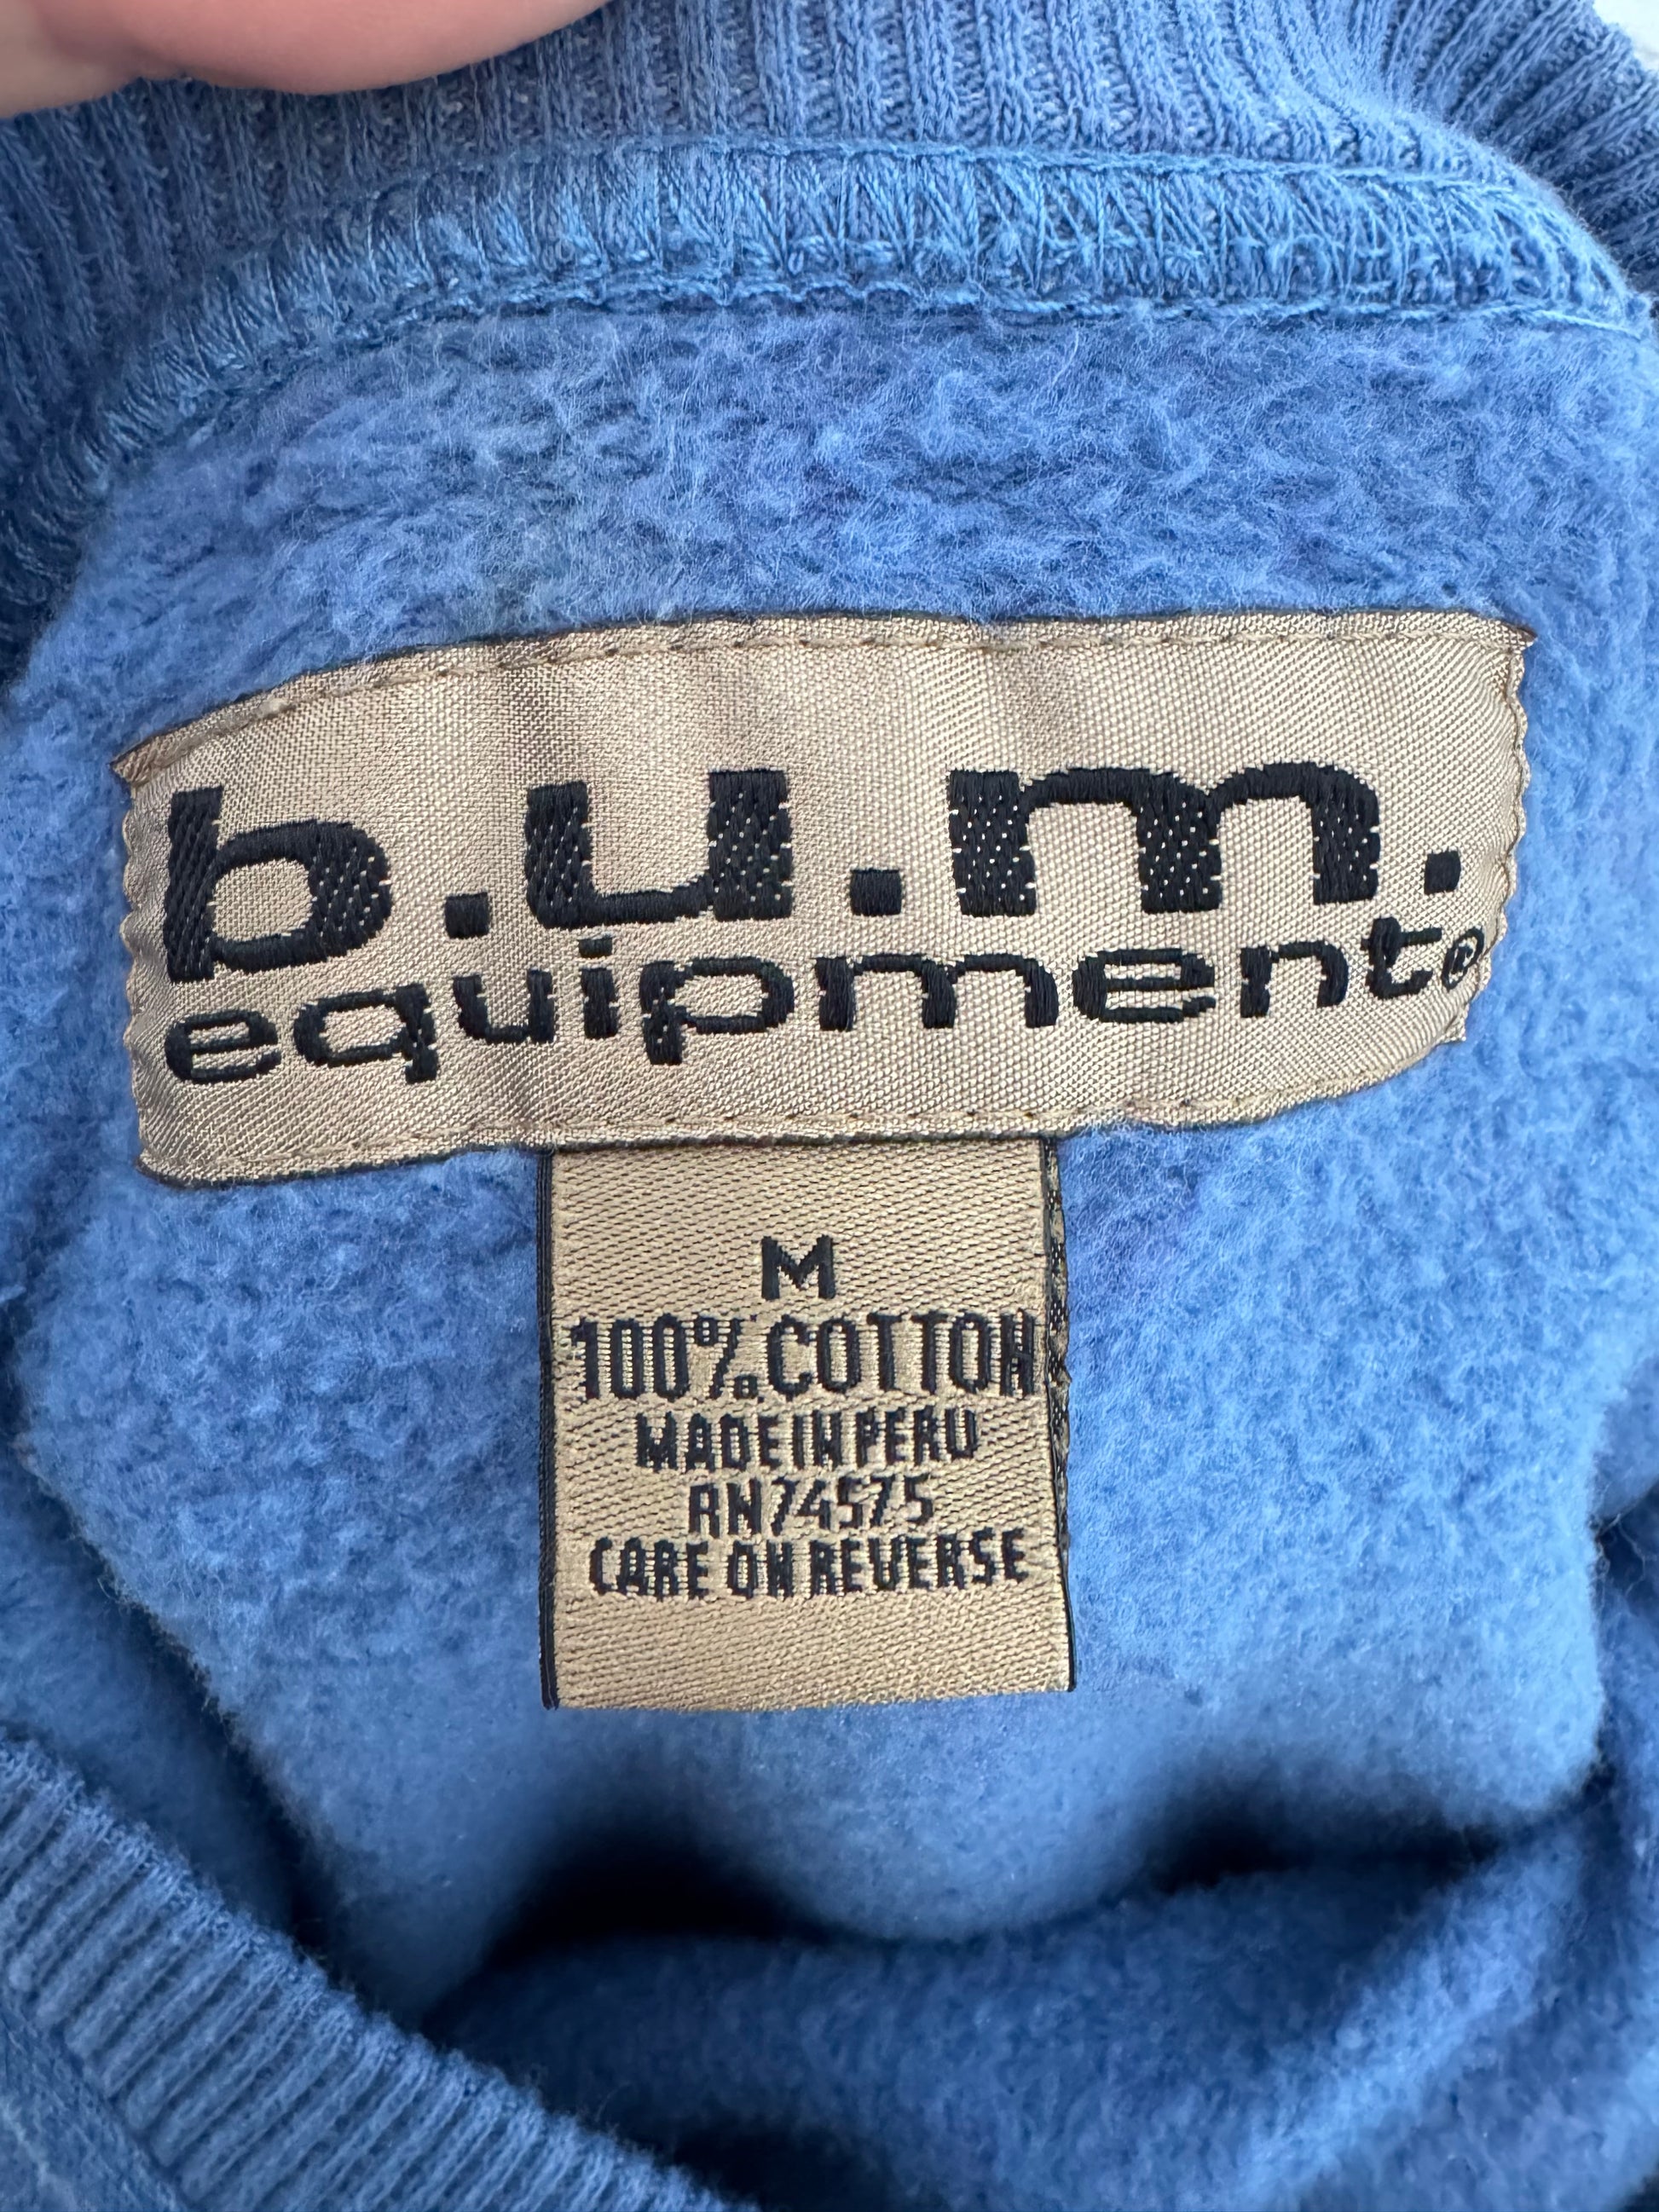 b.u.m.
equipment®
M
100% COTTON
MADE IN PERU
RN74575
CARE ON REVERSE